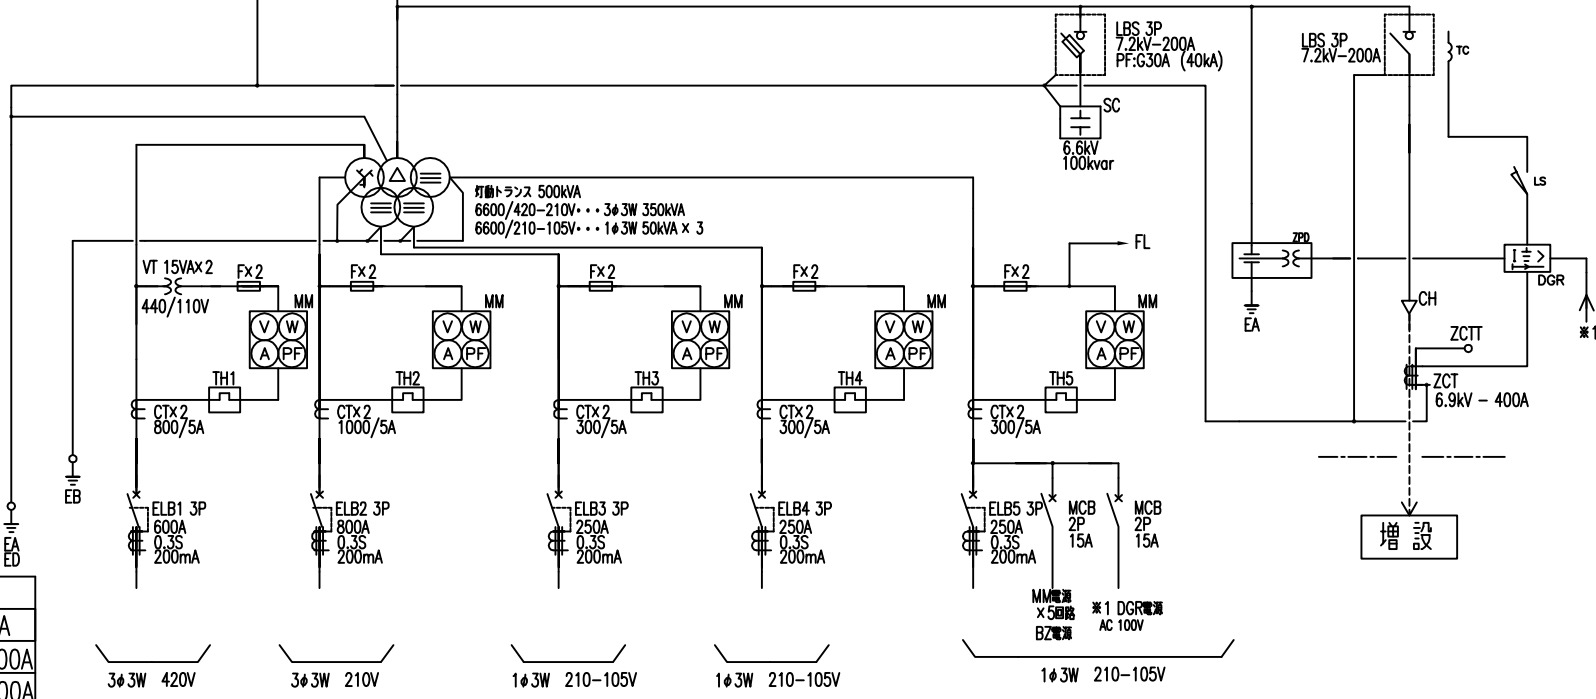 LBS 3P
7.2kV-200A
PF:G30A (40kA)
SC
6.6kV
100kvar
LBS 3P
7.2kV-200A
TC
LS
灯動トランス 500kVA
6600/420-210V・・・3φ3W 350kVA
6600/210-105V・・・1φ3W 50kVA×3
ZPD
I ≑ >
DGR
EA
CH
※1
ZCTT
ZCT
6.9kV - 400A
増 設
FL
VT 15VA×2
440/110V
F×2
MM
V W
A PF
TH1
CT×2
800/5A
F×2
MM
V W
A PF
TH2
CT×2
1000/5A
F×2
MM
V W
A PF
TH3
CT×2
300/5A
F×2
MM
V W
A PF
TH4
CT×2
300/5A
F×2
MM
V W
A PF
TH5
CT×2
300/5A
EB
EA
ED
ELB1 3P
600A
0.3S
200mA
ELB2 3P
800A
0.3S
200mA
ELB3 3P
250A
0.3S
200mA
ELB4 3P
250A
0.3S
200mA
ELB5 3P
250A
0.3S
200mA
MCB
2P
15A
MCB
2P
15A
MM電源
×5回路
BZ電源
※1 DGR電源
AC 100V
3φ3W 420V
3φ3W 210V
1φ3W 210-105V
1φ3W 210-105V
1φ3W 210-105V
A
00A
00A